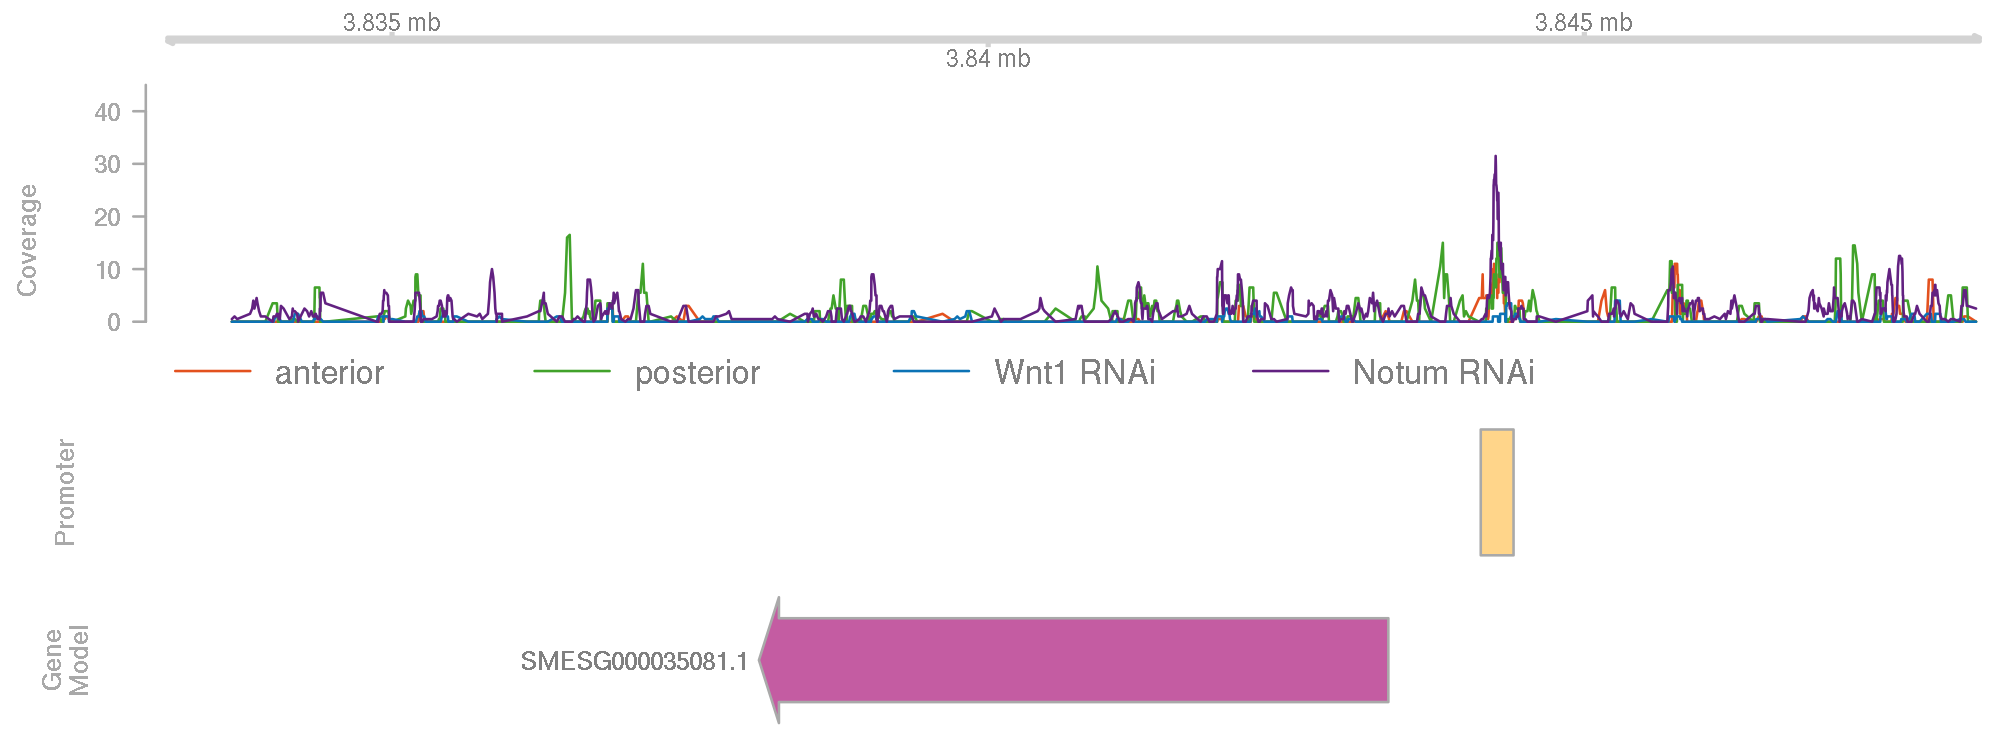 3.835 mb
3.845 mb
3.84 mb
Coverage
40
30
20
10
0
anterior
posterior
Wnt1 RNAi
Notum RNAi
Promoter
Gene
Model
SMESG000035081.1